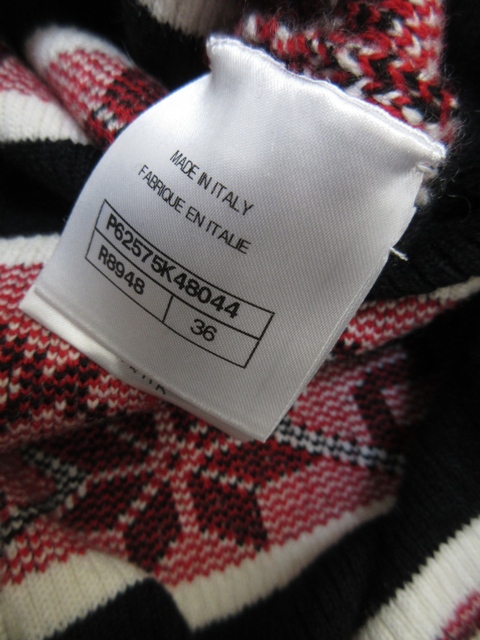 MADE IN ITALY
FABRIQUE EN ITALIE
P62575K48044
R8948 36